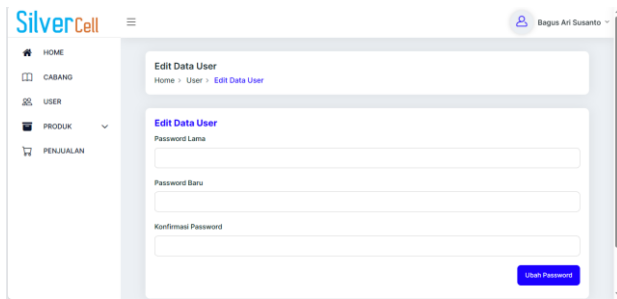 SilverCell
Bagus Ari Susanto
HOME
CABANG
USER
PRODUK
PENJUALAN
Edit Data User
Home > User > Edit Data User
Edit Data User
Password Lama
Password Baru
Konfirmasi Password
Ubah Password